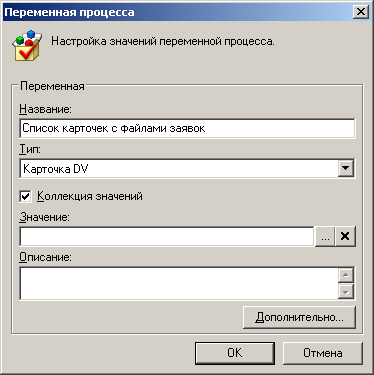 Переменная процесса
Настройка значений переменной процесса.
Переменная
Название:
Список карточек с файлами заявок
Тип:
Карточка DV
Коллекция значений
Значение:
...
Описание:
Дополнительно...
OK
Отмена